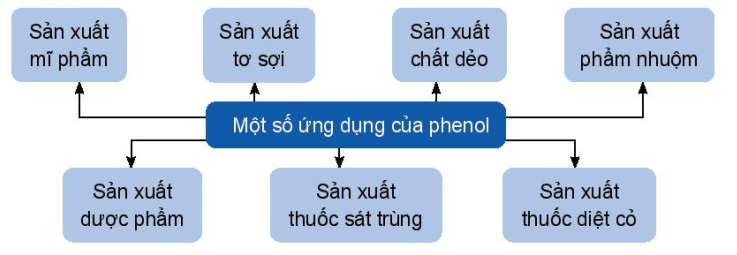 Sản xuất
mĩ phẩm
Sản xuất
tơ sợi
Sản xuất
chất dẻo
Sản xuất
phẩm nhuộm
Một số ứng dụng của phenol
Sản xuất
dược phẩm
Sản xuất
thuốc sát trùng
Sản xuất
thuốc diệt cỏ